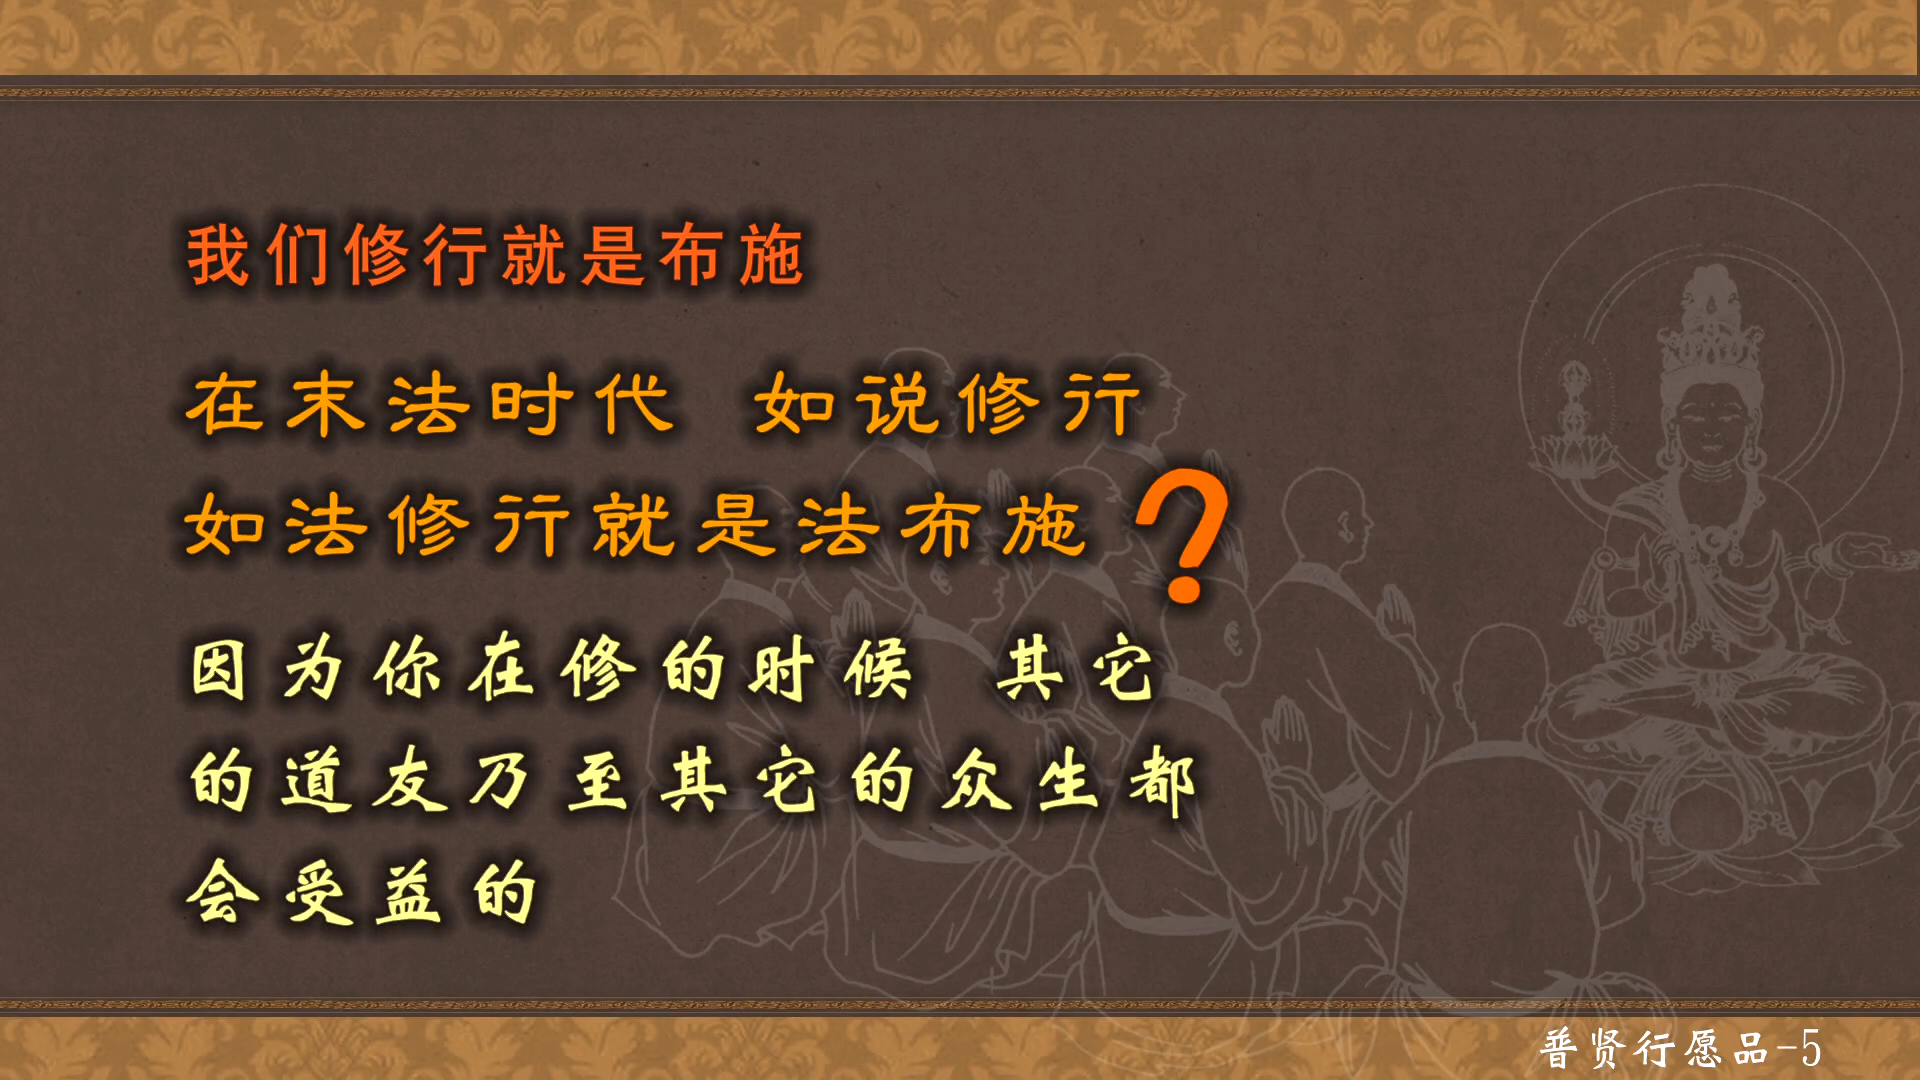 我们修行就是布施
在末法时代 如说修行
如法修行就是法布施？
因为你在修的时候 其它
的道友乃至其它的众生都
会受益的
普贤行愿品-5